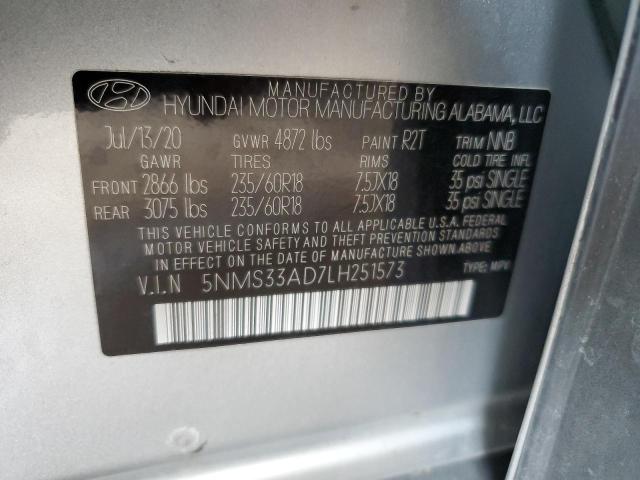 MANUFACTURED BY
HYUNDAI MOTOR MANUFACTURING ALABAMA, LLC
Jul/13/20 GVWR 4872 lbs PAINT R2T TRIM NNB
GAWR TIRES RIMS COLD TIRE INFL.
FRONT 2866 lbs 235/60R18 7.5JX18 35 psi SINGLE
REAR 3075 lbs 235/60R18 7.5JX18 35 psi SINGLE
THIS VEHICLE CONFORMS TO ALL APPLICABLE U.S.A. FEDERAL
MOTOR VEHICLE SAFETY AND THEFT PREVENTION STANDARDS
IN EFFECT ON THE DATE OF MANUFACTURE SHOWN ABOVE.
V.I.N 5NMS33AD7LH251573 TYPE: MPV